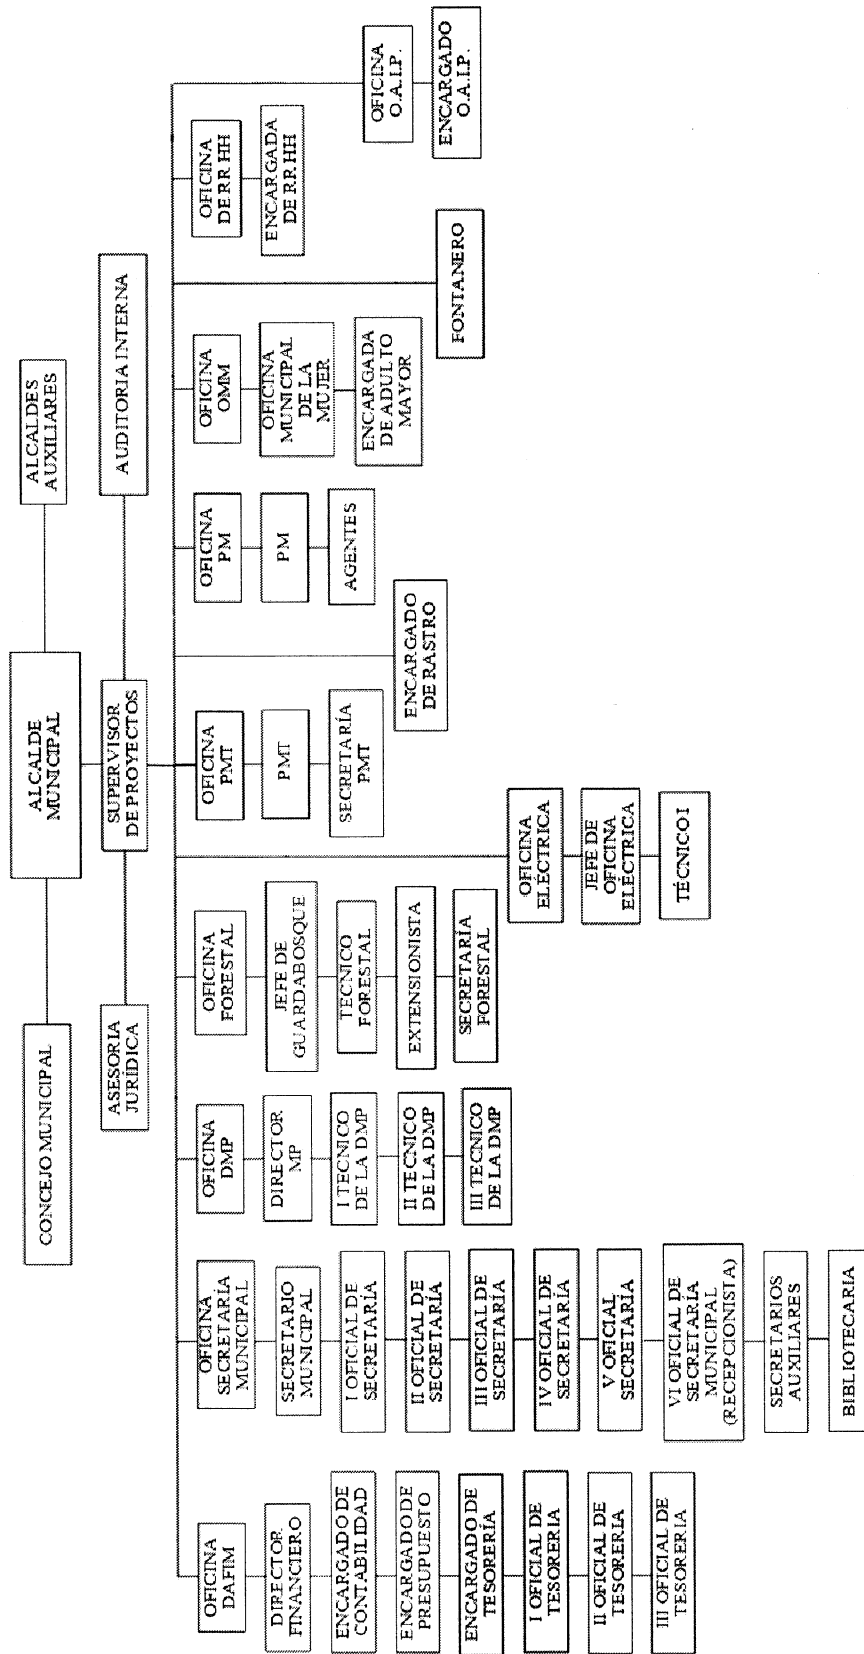 ALCALDE
MUNICIPAL
CONCEJO MUNICIPAL
ALCALDES
AUXILIARES
SUPERVISOR
DE PROYECTOS
ASESORIA
JURÍDICA
AUDITORIA INTERNA
OFICINA
DAFIM
DIRECTOR
FINANCIERO
ENCARGADO DE
CONTABILIDAD
ENCARGADO DE
PRESUPUESTO
ENCARGADO DE
TESORERÍA
I OFICIAL DE
TESORERIA
II OFICIAL DE
TESORERIA
III OFICIAL DE
TESORERIA
OFICINA
SECRETARÍA
MUNICIPAL
SECRETARIO
MUNICIPAL
I OFICIAL DE
SECRETARÍA
II OFICIAL DE
SECRETARÍA
III OFICIAL DE
SECRETARÍA
IV OFICIAL DE
SECRETARÍA
V OFICIAL
SECRETARÍA
VI OFICIAL DE
SECRETARIA
MUNICIPAL
(RECEPCIONISTA)
SECRETARIOS
AUXILIARES
BIBLIOTECARIA
OFICINA
DMP
DIRECTOR
MP
I TECNICO
DE LA DMP
II TECNICO
DE LA DMP
III TECNICO
DE LA DMP
OFICINA
FORESTAL
JEFE DE
GUARDABOSQUE
TECNICO
FORESTAL
EXTENSIONISTA
SECRETARÍA
FORESTAL
OFICINA
ELÉCTRICA
JEFE DE
OFICINA
ELÉCTRICA
TÉCNICO I
OFICINA
PMT
PMT
SECRETARÍA
PMT
ENCARGADO
DE RASTRO
OFICINA
PM
PM
AGENTES
OFICINA
OMM
OFICINA
MUNICIPAL
DE LA
MUJER
ENCARGADA
DE ADULTO
MAYOR
FONTANERO
OFICINA
DE RR HH
ENCARGADA
DE RR HH
OFICINA
O.A.I.P.
ENCARGADO
O.A.I.P.